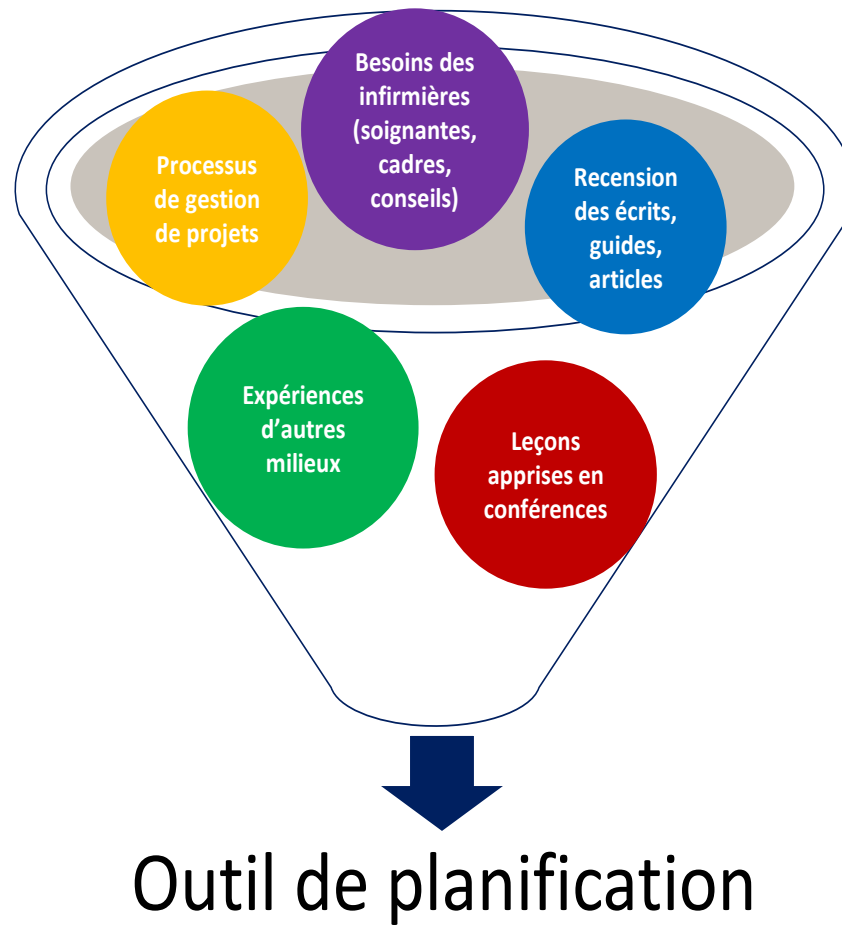 Besoins des
infirmières
(soignantes,
cadres,
conseils)
Processus
de gestion
de projets
Recension
des écrits,
guides,
articles
Expériences
d’autres
milieux
Leçons
apprises en
conférences
Outil de planification